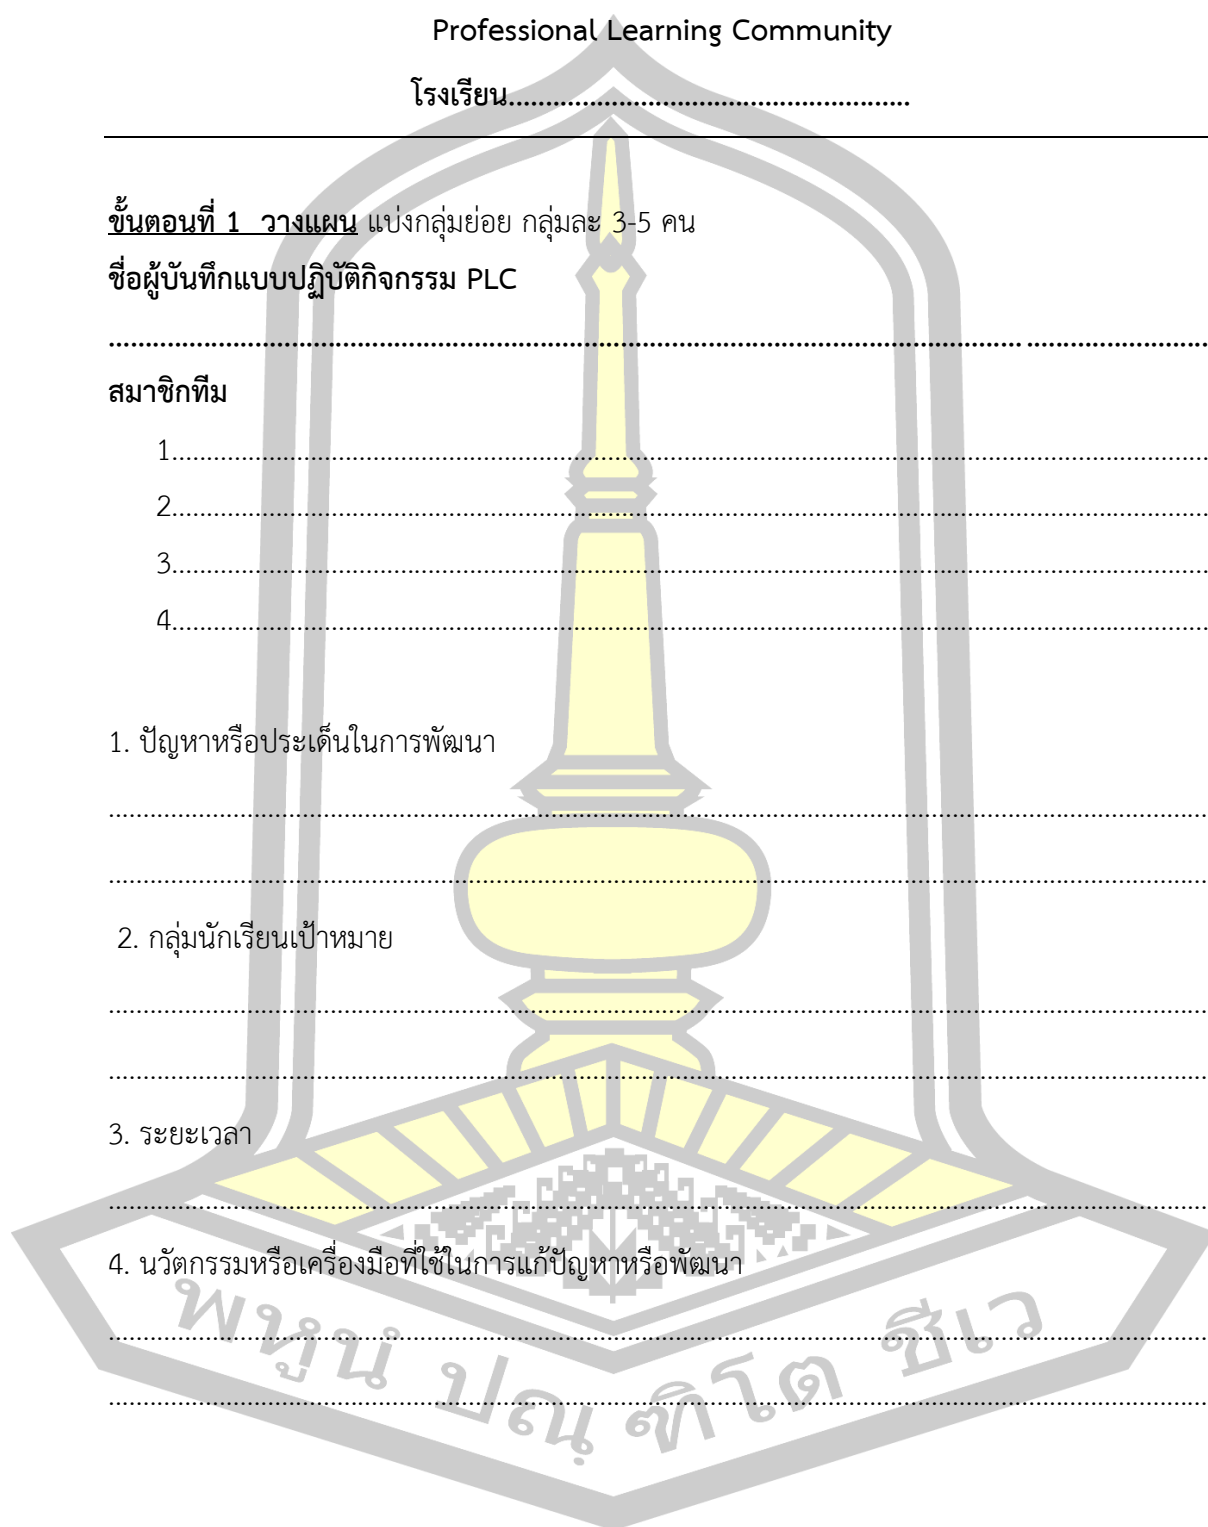 Professional Learning Community
โรงเรียน.......................................................
ขั้นตอนที่ 1 วางแผน แบ่งกลุ่มย่อย กลุ่มละ 3-5 คน
ชื่อผู้บันทึกแบบปฏิบัติกิจกรรม PLC
............................................................................................................................. .........................
สมาชิกทีม
1.........................................................................................................................................
2.........................................................................................................................................
3.........................................................................................................................................
4.........................................................................................................................................
1. ปัญหาหรือประเด็นในการพัฒนา
.........................................................................................................................................
.........................................................................................................................................
2. กลุ่มนักเรียนเป้าหมาย
.........................................................................................................................................
.........................................................................................................................................
3. ระยะเวลา
.........................................................................................................................................
4. นวัตกรรมหรือเครื่องมือที่ใช้ในการแก้ปัญหาหรือพัฒนา
.........................................................................................................................................
.........................................................................................................................................
พหูนํ ปณฺฑิโต ชีเว